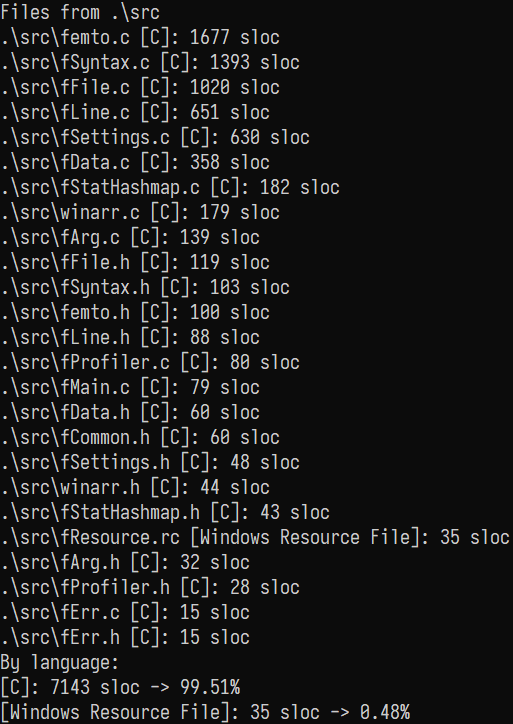 Files from .\src
.\src\femto.c [C]: 1677 sloc
.\src\fSyntax.c [C]: 1393 sloc
.\src\fFile.c [C]: 1020 sloc
.\src\fLine.c [C]: 651 sloc
.\src\fSettings.c [C]: 630 sloc
.\src\fData.c [C]: 358 sloc
.\src\fStatHashmap.c [C]: 182 sloc
.\src\winarr.c [C]: 179 sloc
.\src\fArg.c [C]: 139 sloc
.\src\fFile.h [C]: 119 sloc
.\src\fSyntax.h [C]: 103 sloc
.\src\femto.h [C]: 100 sloc
.\src\fLine.h [C]: 88 sloc
.\src\fProfiler.c [C]: 80 sloc
.\src\fMain.c [C]: 79 sloc
.\src\fData.h [C]: 60 sloc
.\src\fCommon.h [C]: 60 sloc
.\src\fSettings.h [C]: 48 sloc
.\src\winarr.h [C]: 44 sloc
.\src\fStatHashmap.h [C]: 43 sloc
.\src\fResource.rc [Windows Resource File]: 35 sloc
.\src\fArg.h [C]: 32 sloc
.\src\fProfiler.h [C]: 28 sloc
.\src\fErr.c [C]: 15 sloc
.\src\fErr.h [C]: 15 sloc
By language:
[C]: 7143 sloc -> 99.51%
[Windows Resource File]: 35 sloc -> 0.48%